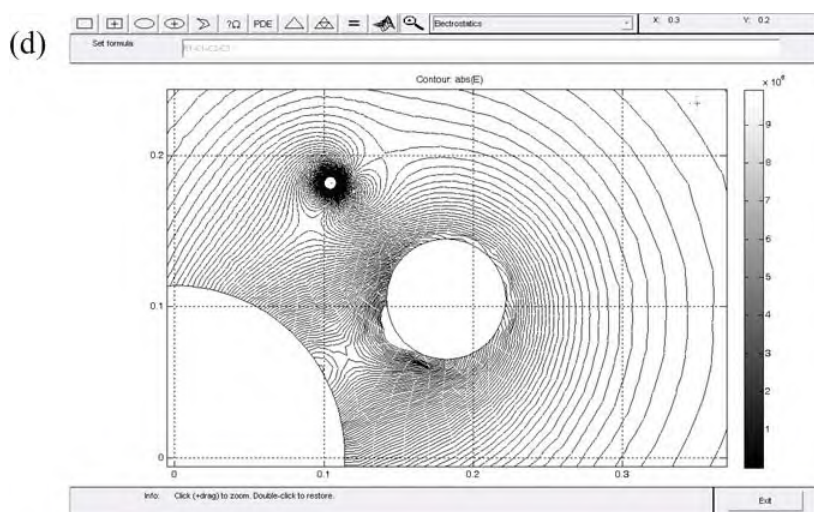 (d)
?Ω PDE = Electrostatics X: 0.3 Y: 0.2
Set formula
Contour: abs(E)
× 10⁶
9
8
7
6
5
4
3
2
1
0.2
0.1
0
0 0.1 0.2 0.3
Info: Click (+drag) to zoom. Double-click to restore.
Exit